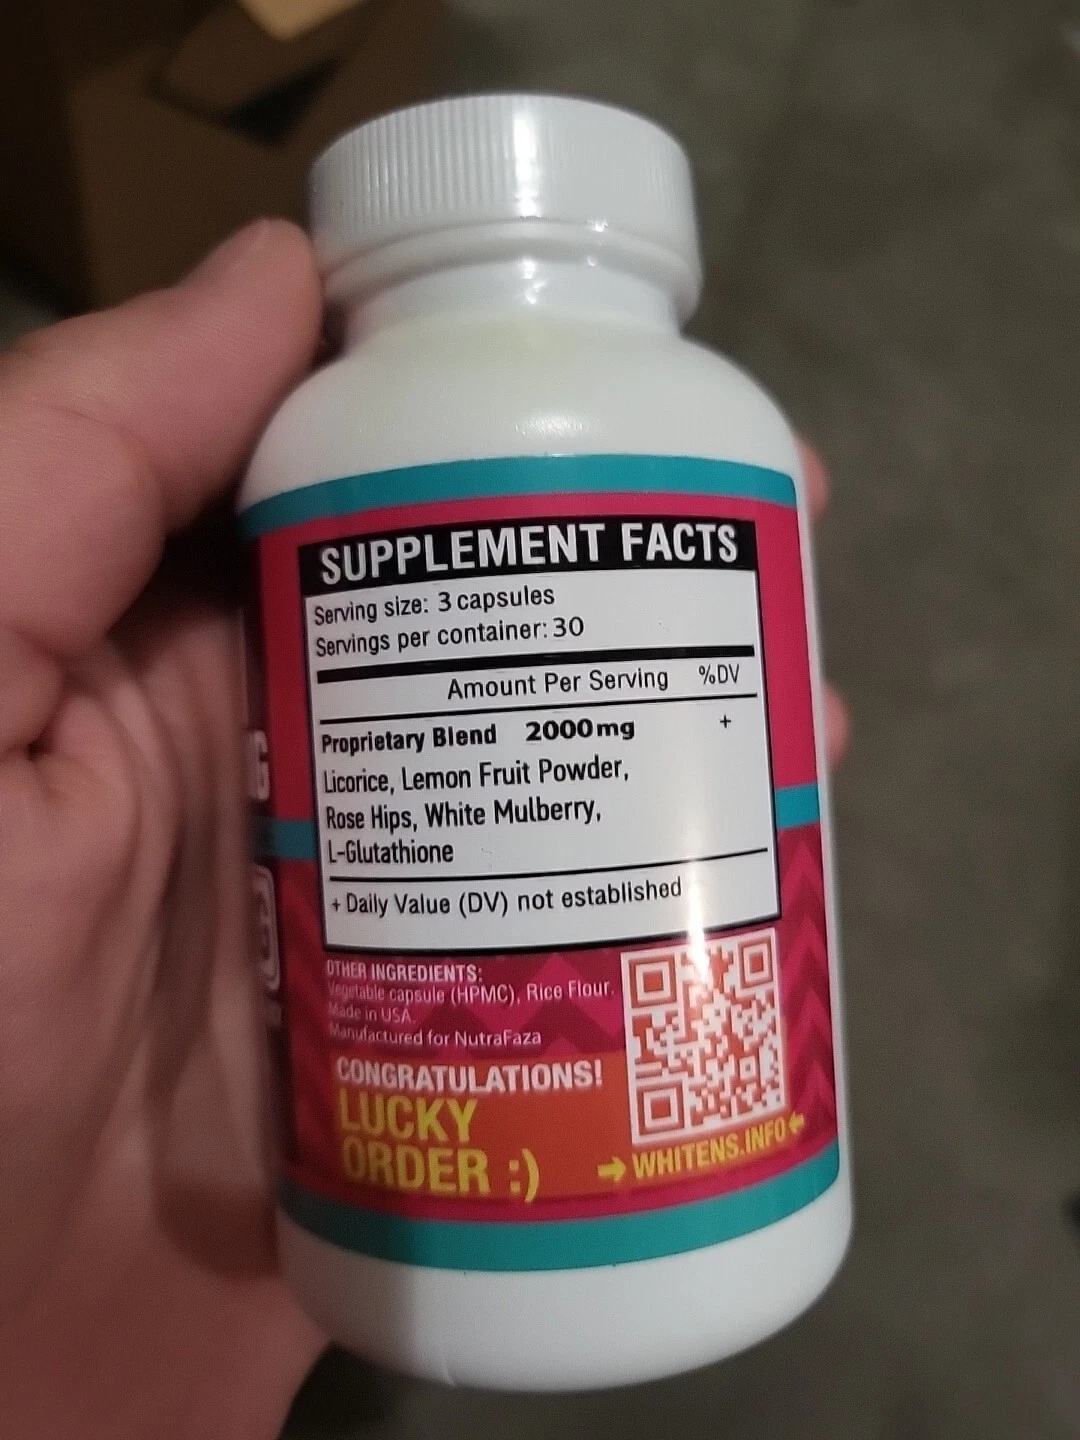 SUPPLEMENT FACTS
Serving size: 3 capsules
Servings per container: 30
Amount Per Serving %DV
Proprietary Blend 2000mg +
Licorice, Lemon Fruit Powder,
Rose Hips, White Mulberry,
L-Glutathione
+ Daily Value (DV) not established
OTHER INGREDIENTS:
Vegetable capsule (HPMC), Rice Flour.
Made in USA.
Manufactured for NutraFaza
CONGRATULATIONS!
LUCKY
ORDER :)
➔ WHITENS.INFO ←